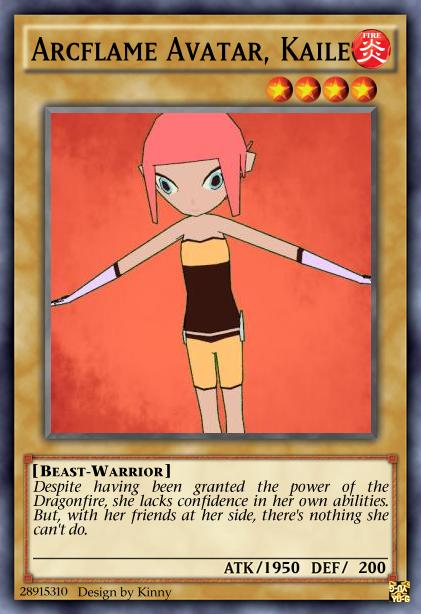 Arcflame Avatar, Kaile
FIRE
炎
[Beast-Warrior]
Despite having been granted the power of the
Dragonfire, she lacks confidence in her own abilities.
But, with her friends at her side, there's nothing she
can't do.
ATK/1950 DEF/ 200
28915310 Design by Kinny